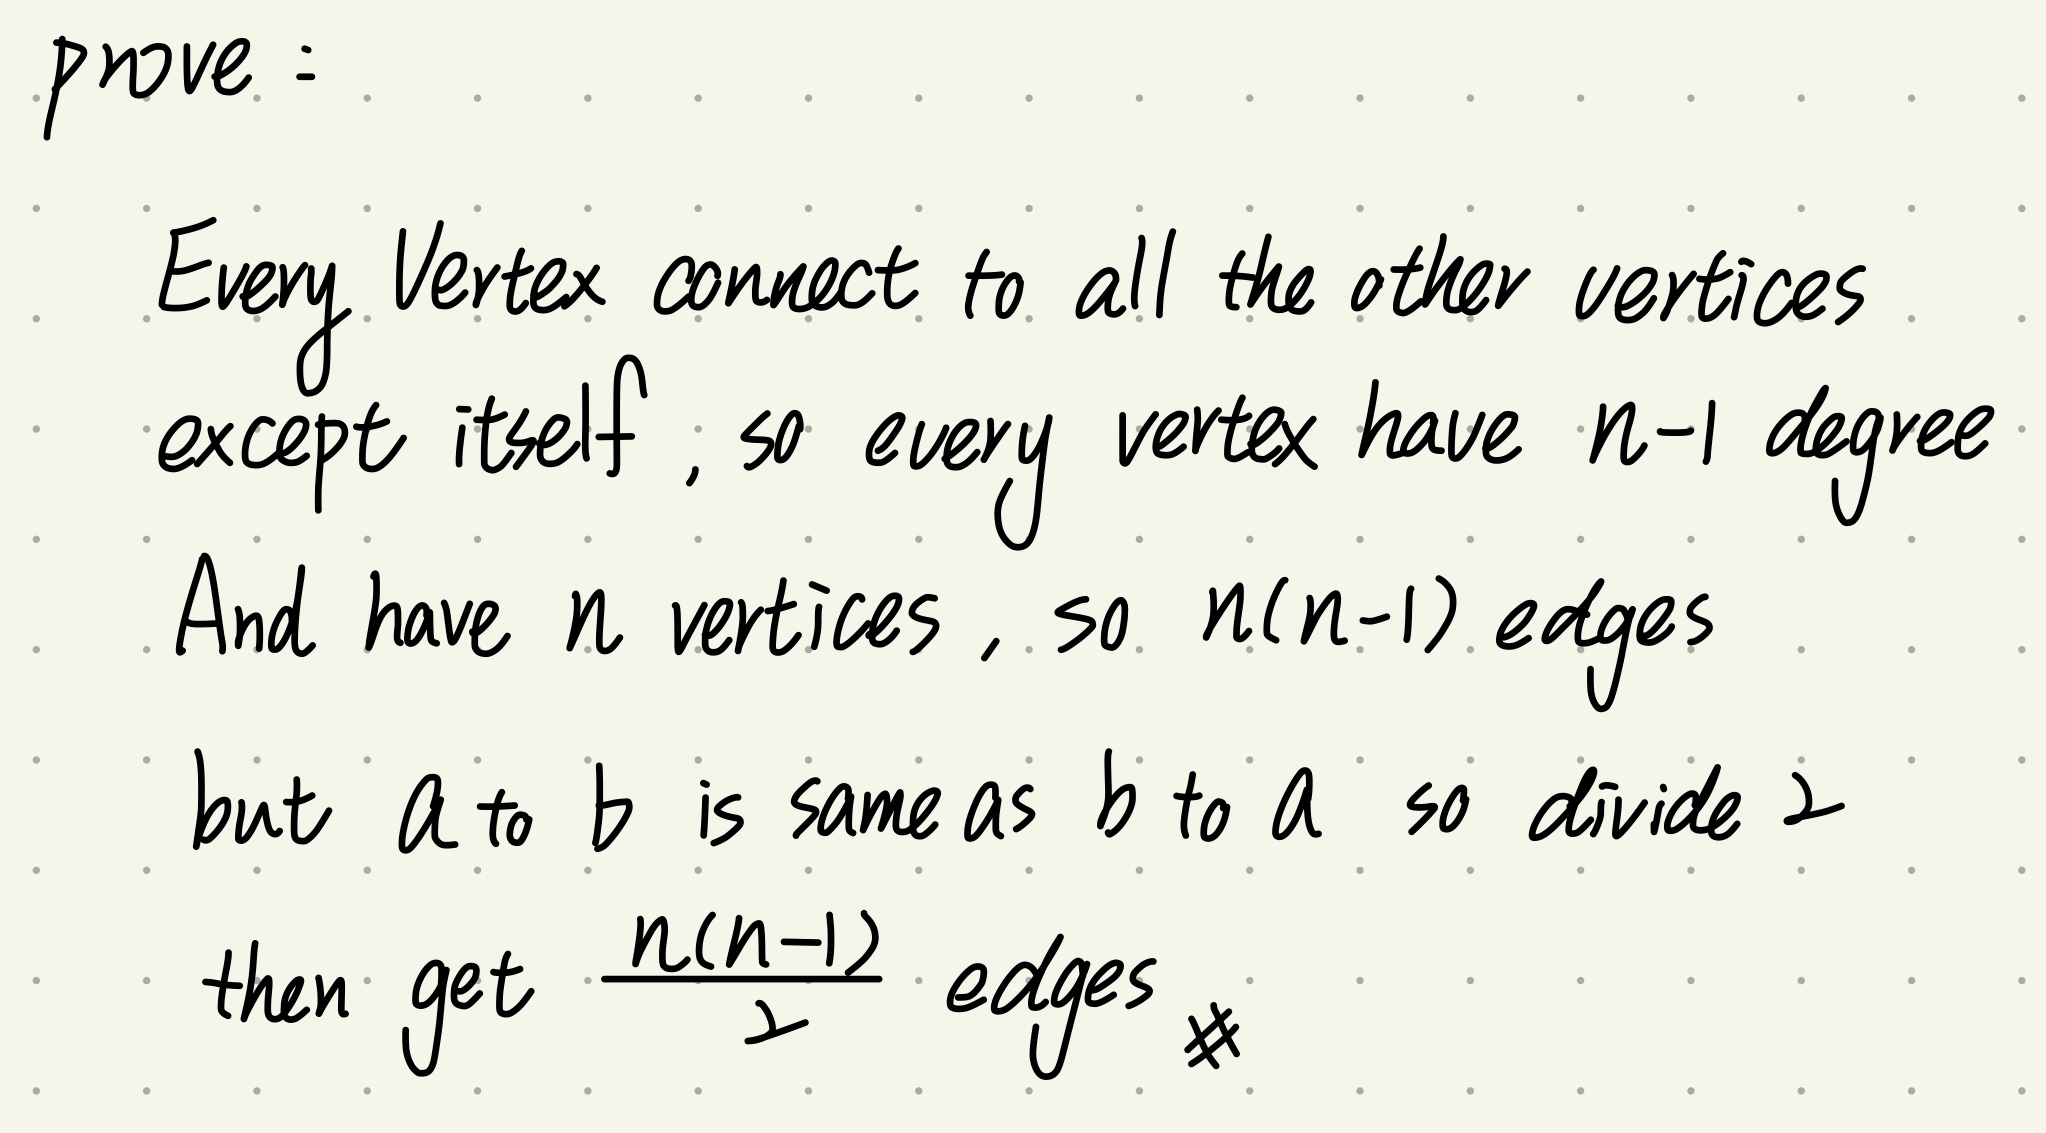 prove :
Every Vertex connect to all the other vertices
except itself, so every vertex have n-1 degree
And have n vertices, so n(n-1) edges
but a to b is same as b to a so divide 2
then get n(n-1)/2 edges #